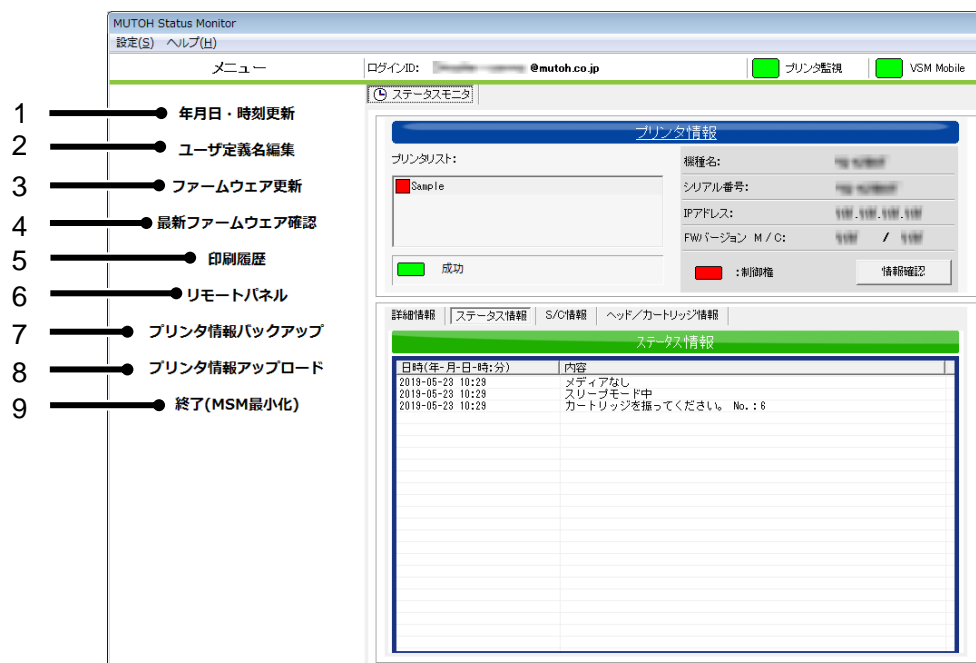 MUTOH Status Monitor
設定(S) ヘルプ(H)
メニュー
ログインID: @mutoh.co.jp
プリンタ監視
VSM Mobile
ステータスモニタ
1 年月日・時刻更新
2 ユーザ定義名編集
3 ファームウェア更新
4 最新ファームウェア確認
5 印刷履歴
6 リモートパネル
7 プリンタ情報バックアップ
8 プリンタ情報アップロード
9 終了(MSM最小化)
プリンタ情報
プリンタリスト:
Sample
成功
機種名:
シリアル番号:
IPアドレス:
FWバージョン M / C: /
:制御権
情報確認
詳細情報 ステータス情報 S/C情報 ヘッド/カートリッジ情報
ステータス情報
日時(年-月-日-時:分) 内容
2019-05-23 10:29 メディアなし
2019-05-23 10:29 スリープモード中
2019-05-23 10:29 カートリッジを振ってください。 No.:6